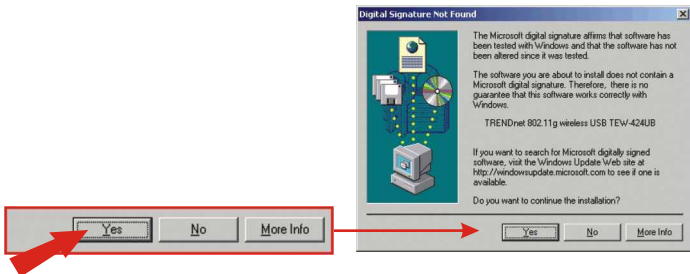 Digital Signature Not Found
The Microsoft digital signature affirms that software has
been tested with Windows and that the software has not
been altered since it was tested.
The software you are about to install does not contain a
Microsoft digital signature. Therefore, there is no
guarantee that this software works correctly with
Windows.
TRENDnet 802.11g wireless USB TEW-424UB
If you want to search for Microsoft digitally signed
software, visit the Windows Update Web site at
http://windowsupdate.microsoft.com to see if one is
available.
Do you want to continue the installation?
Yes No More Info
Yes No More Info